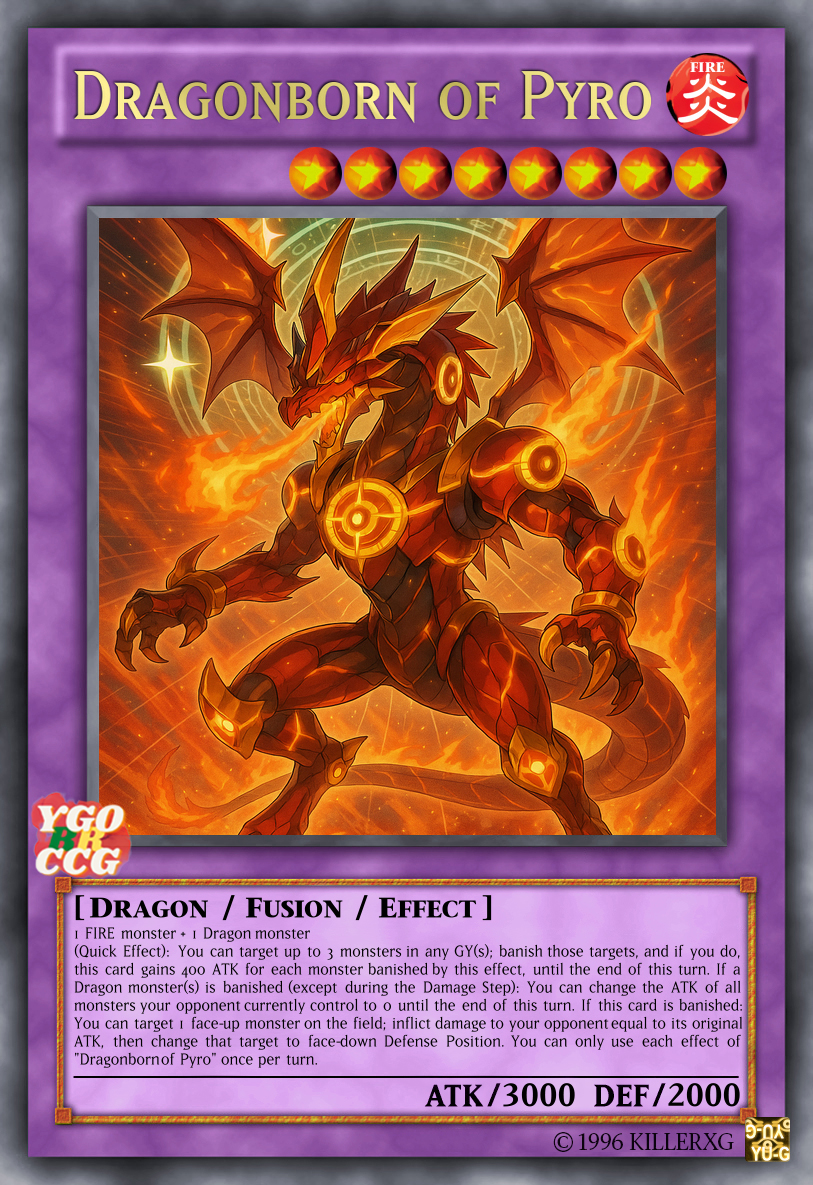 Dragonborn of Pyro
FIRE
炎
YGO
RR
CCG
[ Dragon / Fusion / Effect ]
1 FIRE monster + 1 Dragon monster
(Quick Effect): You can target up to 3 monsters in any GY(s); banish those targets, and if you do,
this card gains 400 ATK for each monster banished by this effect, until the end of this turn. If a
Dragon monster(s) is banished (except during the Damage Step): You can change the ATK of all
monsters your opponent currently control to 0 until the end of this turn. If this card is banished:
You can target 1 face-up monster on the field; inflict damage to your opponent equal to its original
ATK, then change that target to face-down Defense Position. You can only use each effect of
"Dragonborn of Pyro" once per turn.
ATK/3000 DEF/2000
© 1996 KILLERXG